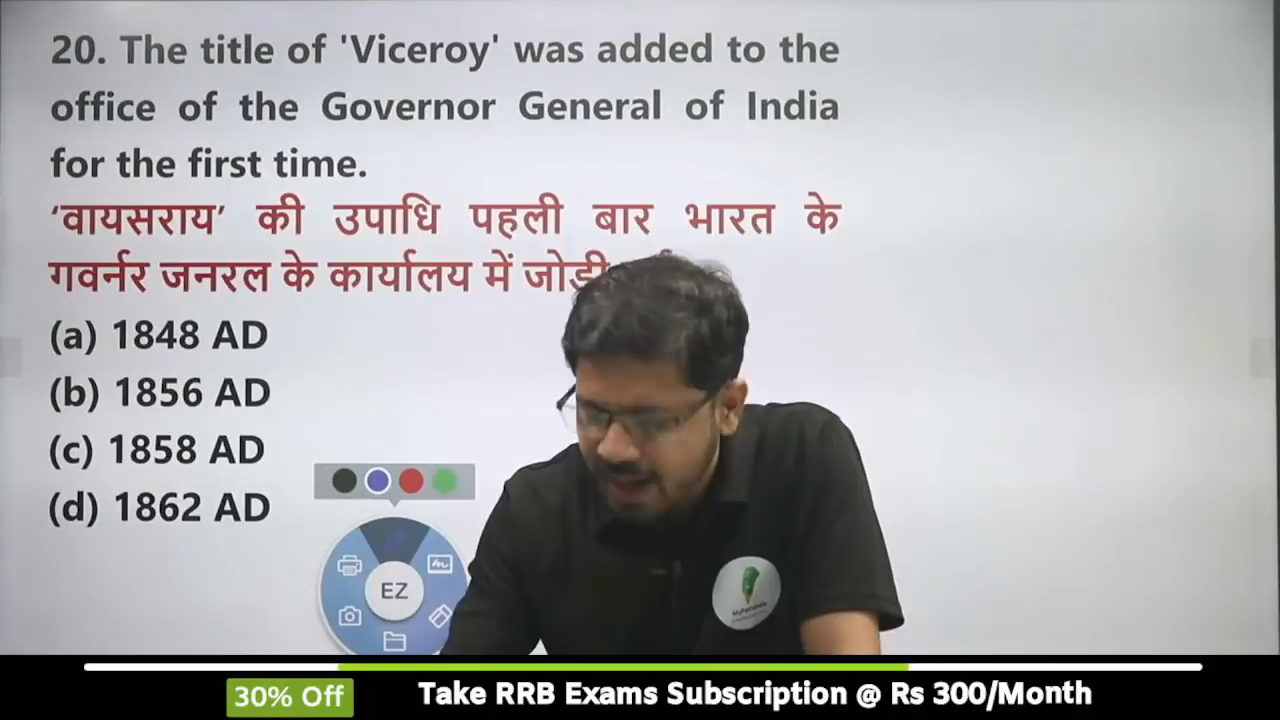 20. The title of 'Viceroy' was added to the
office of the Governor General of India
for the first time.
‘वायसराय’ की उपाधि पहली बार भारत के
गवर्नर जनरल के कार्यालय में जोड़ी
(a) 1848 AD
(b) 1856 AD
(c) 1858 AD
(d) 1862 AD
EZ
30% Off Take RRB Exams Subscription @ Rs 300/Month